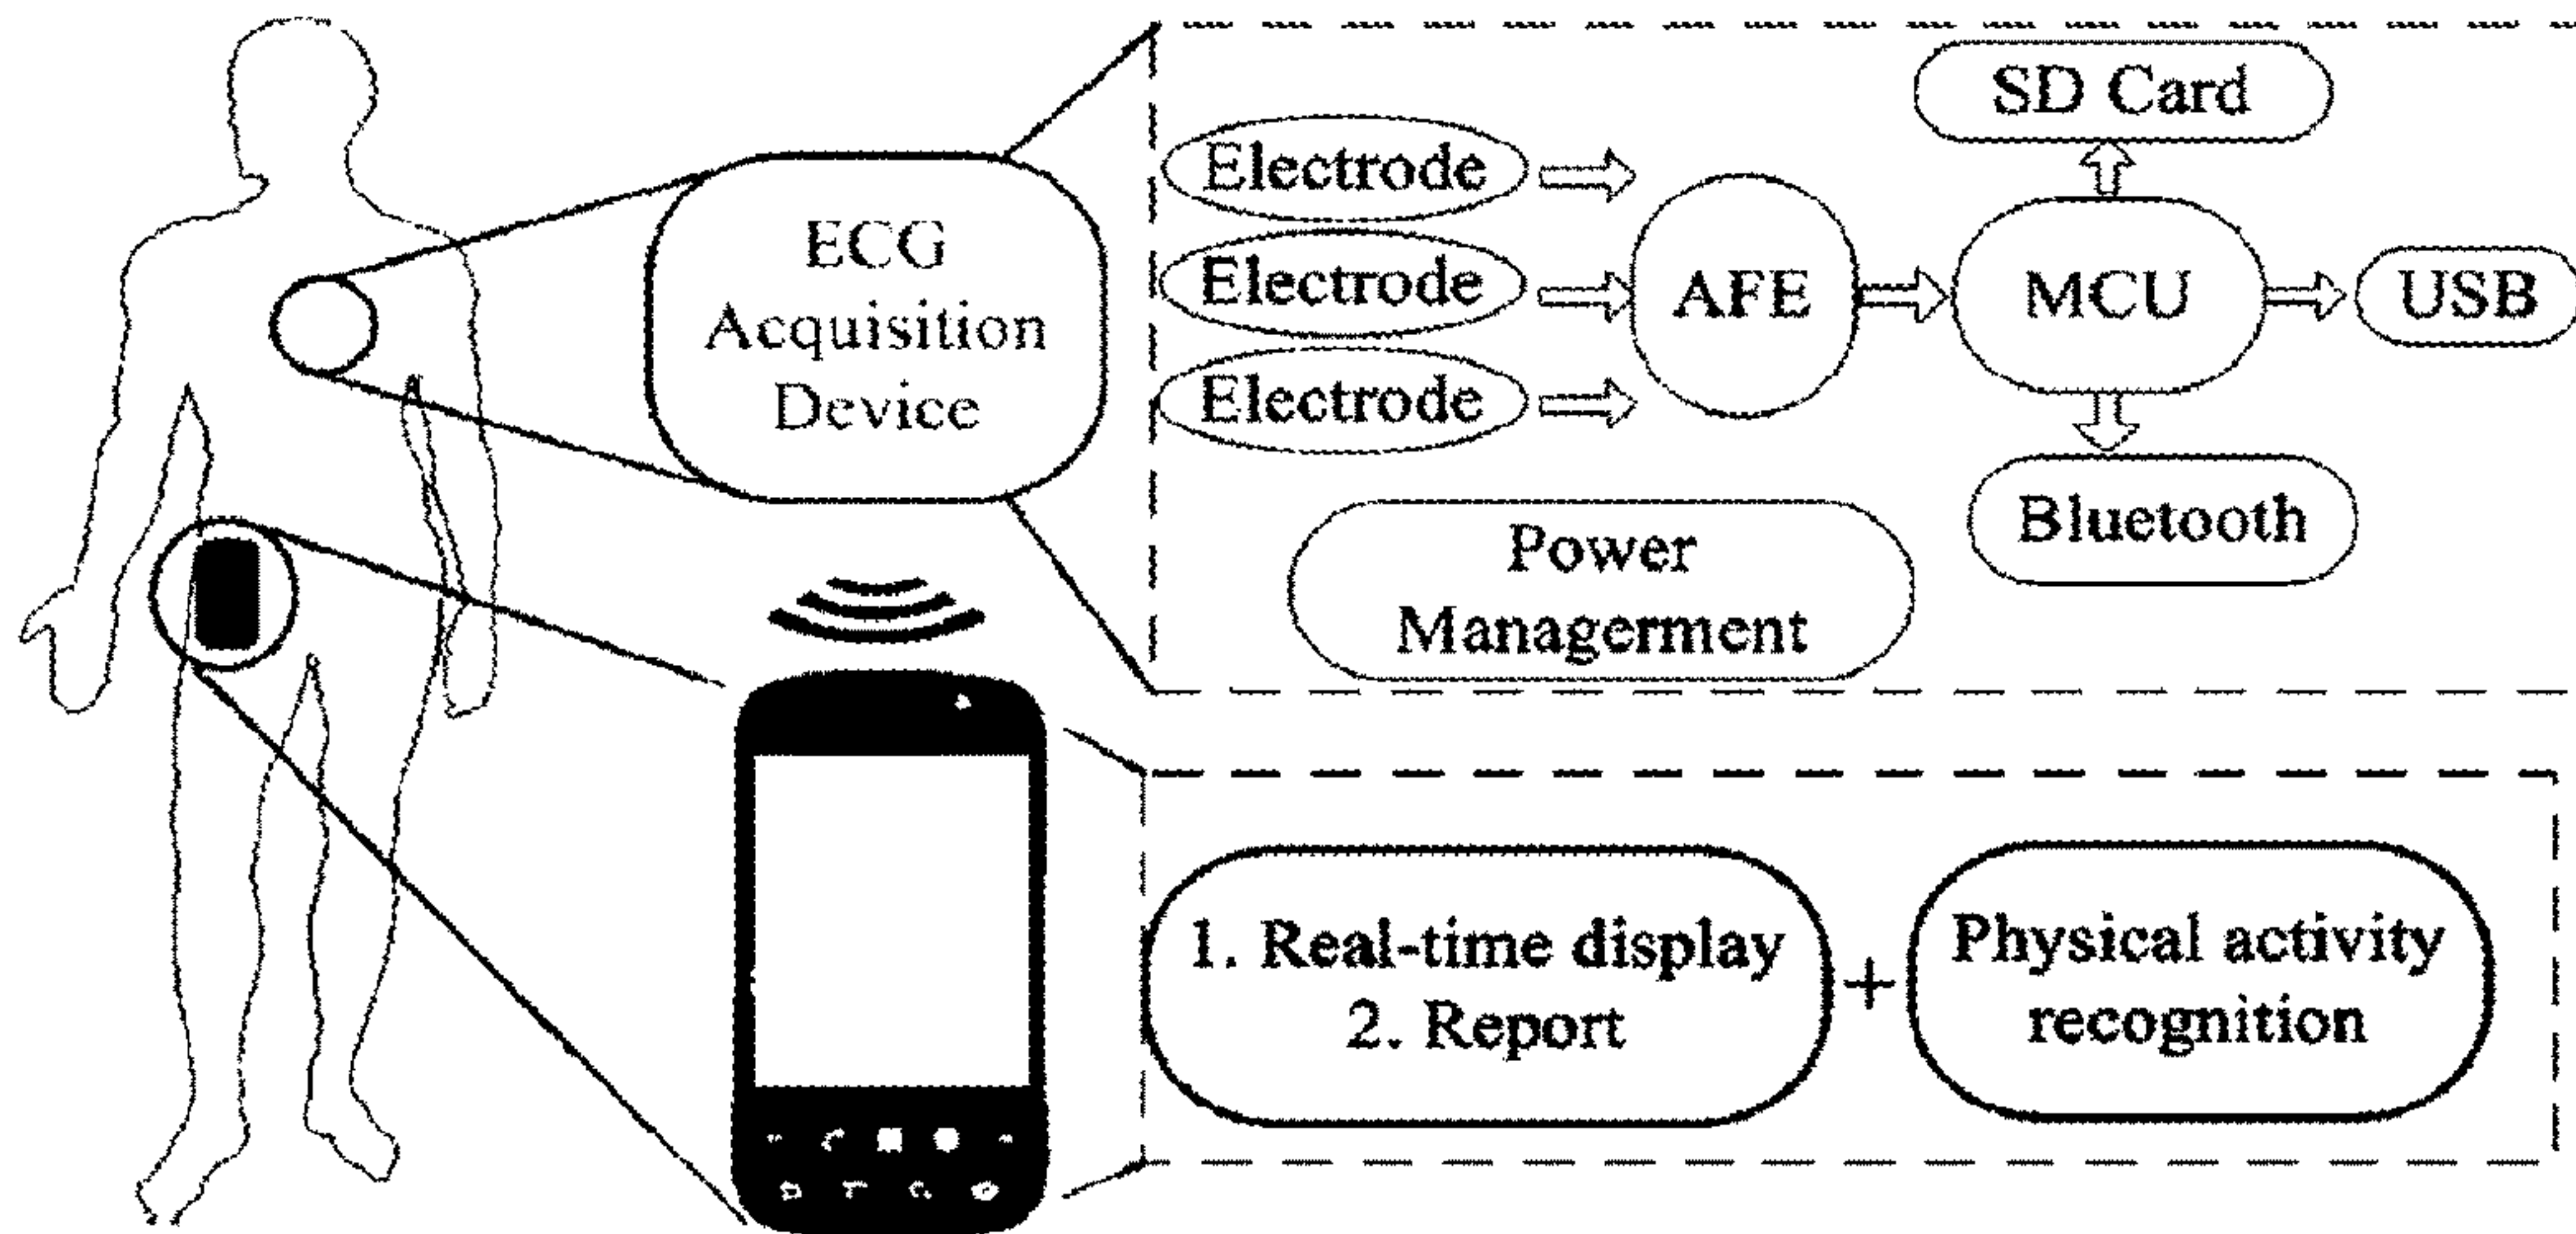 SD Card
Electrode
Electrode
Electrode
AFE
MCU
USB
Bluetooth
Power
Managerment
ECG
Acquisition
Device
1. Real-time display
2. Report
+
Physical activity
recognition